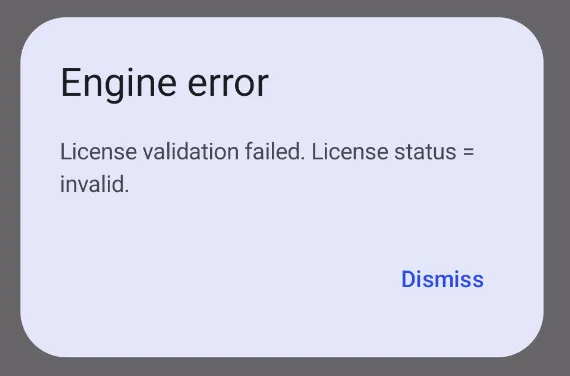 Engine error
License validation failed. License status =
invalid.
Dismiss